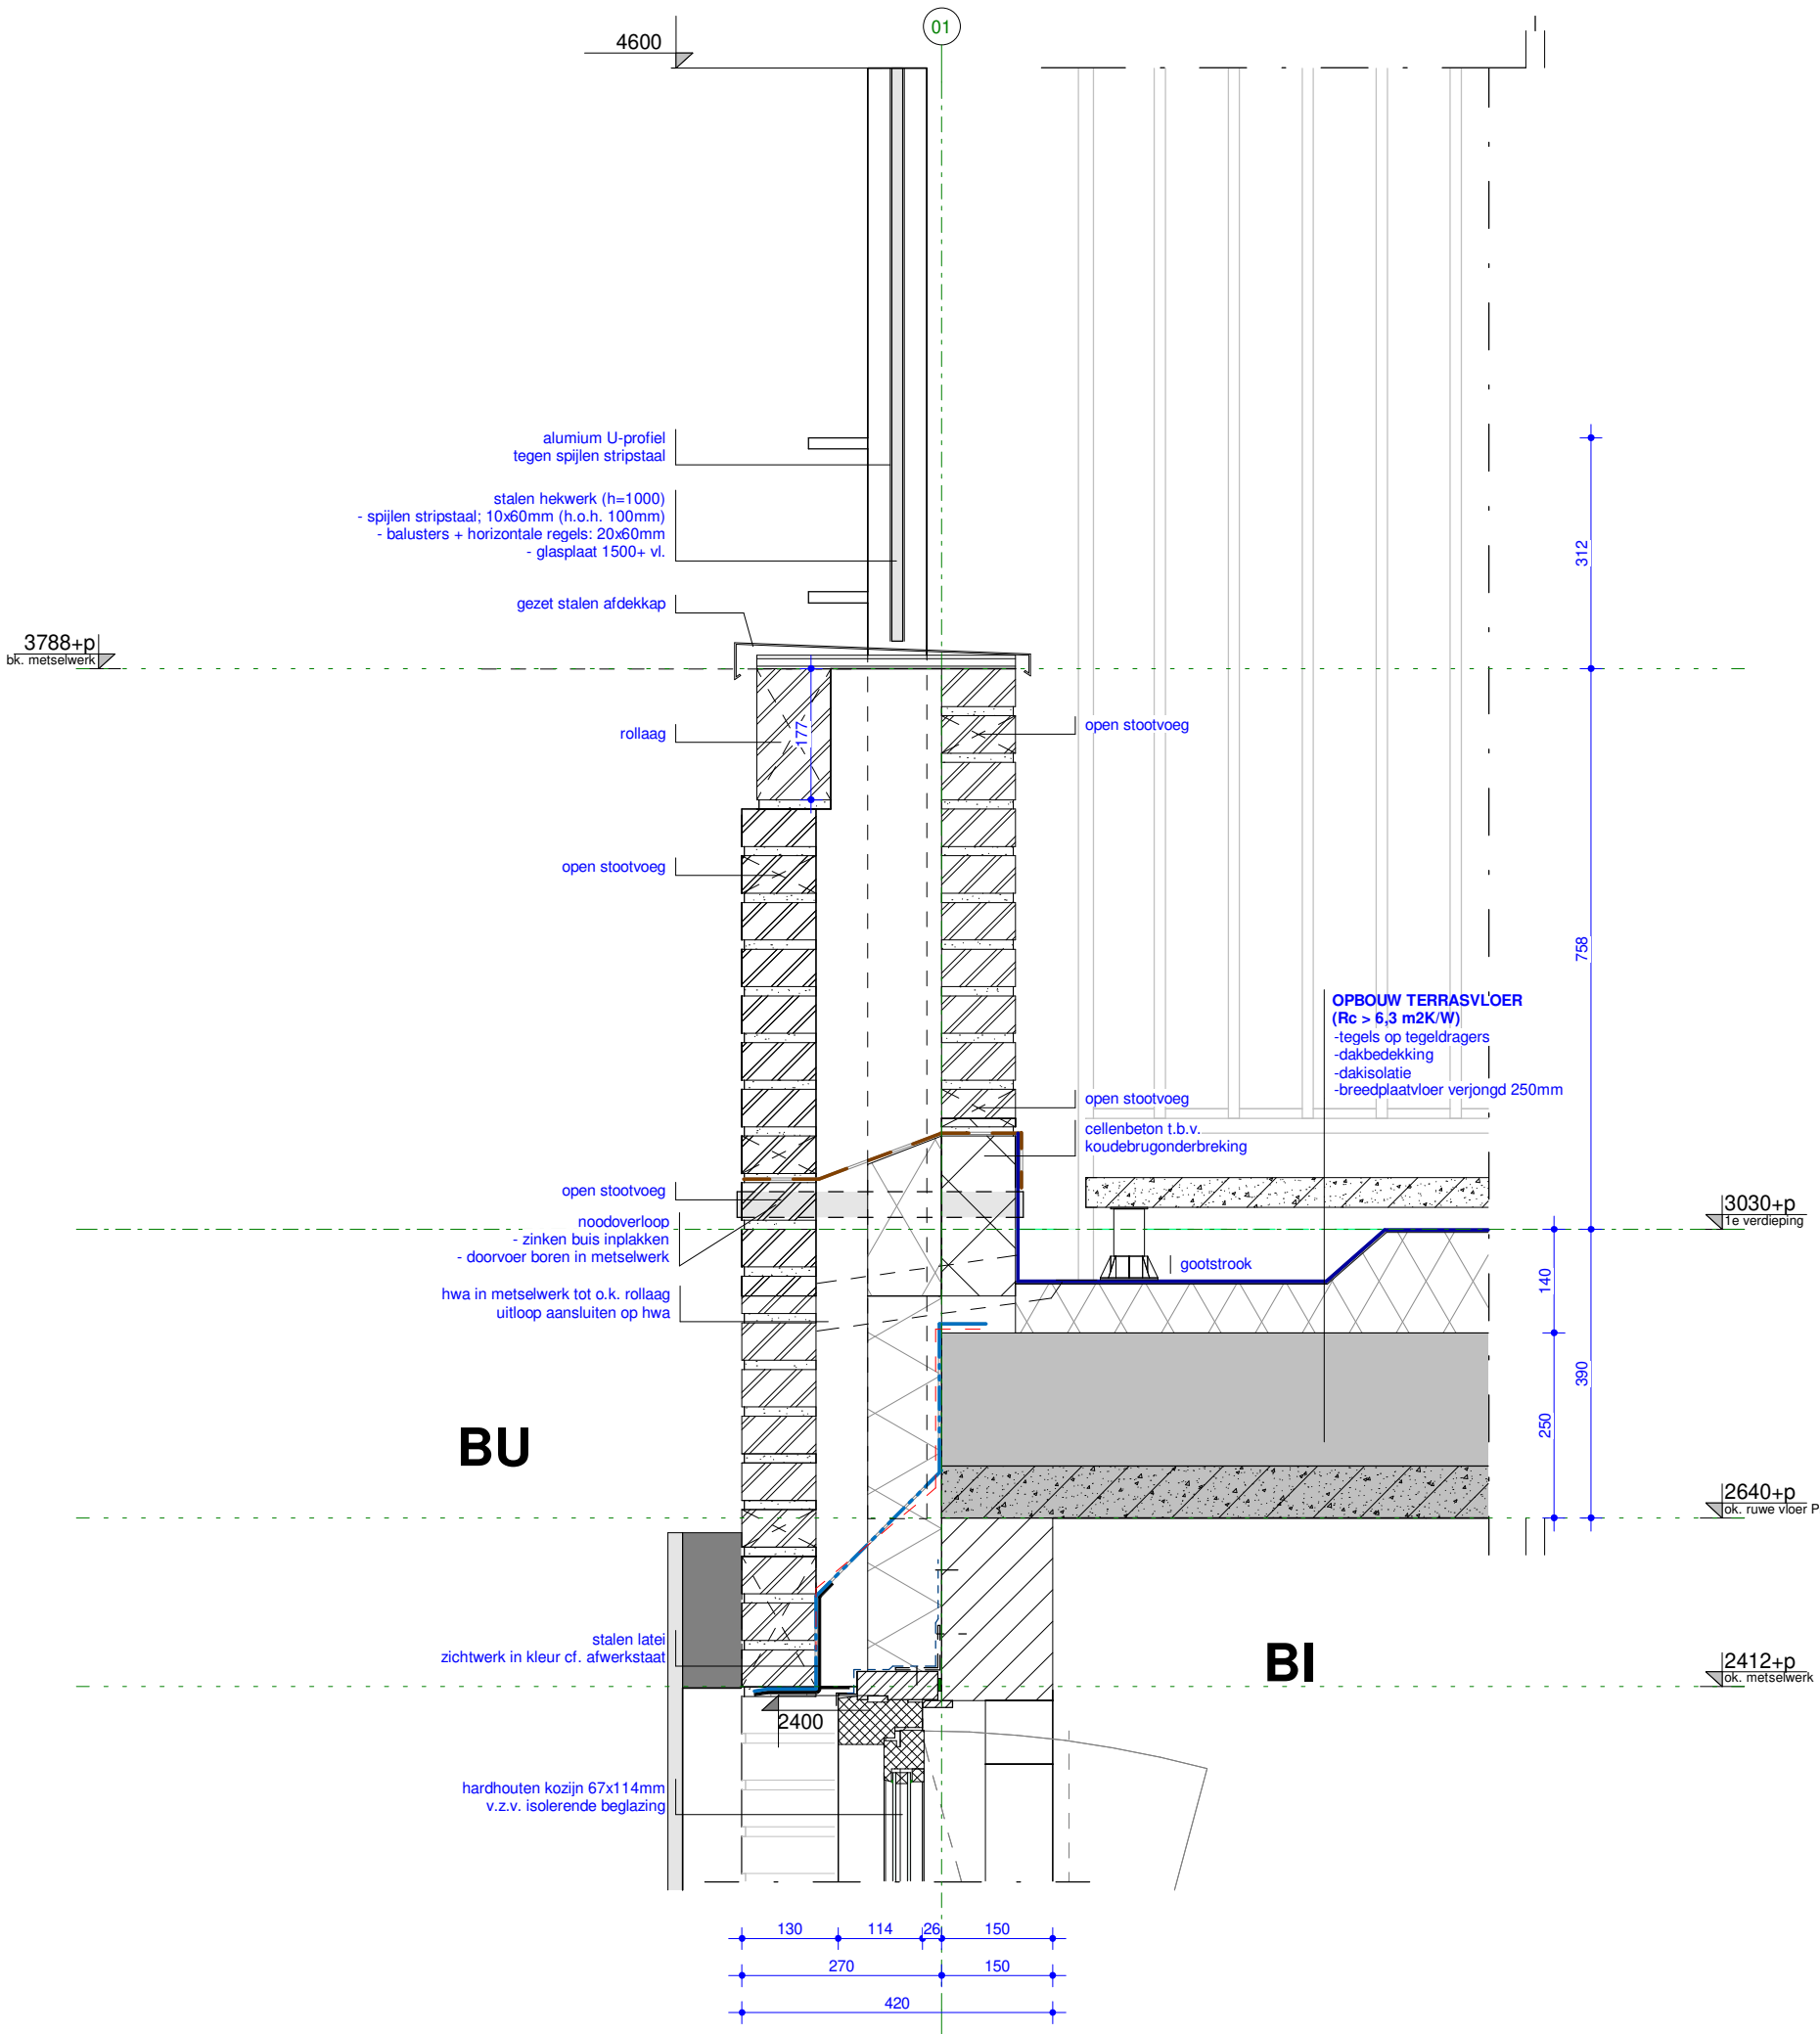 01
4600
alumium U-profiel
tegen spijlen stripstaal
stalen hekwerk (h=1000)
- spijlen stripstaal; 10x60mm (h.o.h. 100mm)
- balusters + horizontale regels: 20x60mm
- glasplaat 1500+ vl.
312
gezet stalen afdekkap
3788+p
bk. metselwerk
rollaag
177
open stootvoeg
open stootvoeg
758
OPBOUW TERRASVLOER
(Rc > 6,3 m2K/W)
-tegels op tegeldragers
-dakbedekking
-dakisolatie
-breedplaatvloer verjongd 250mm
open stootvoeg
cellenbeton t.b.v.
koudebrugonderbreking
open stootvoeg
noodoverloop
- zinken buis inplakken
- doorvoer boren in metselwerk
3030+p
1e verdieping
gootstrook
hwa in metselwerk tot o.k. rollaag
uitloop aansluiten op hwa
140
390
250
BU
2640+p
ok. ruwe vloer P
stalen latei
zichtwerk in kleur cf. afwerkstaat
BI
2412+p
ok. metselwerk
2400
hardhouten kozijn 67x114mm
v.z.v. isolerende beglazing
130 114 26 150
270 150
420